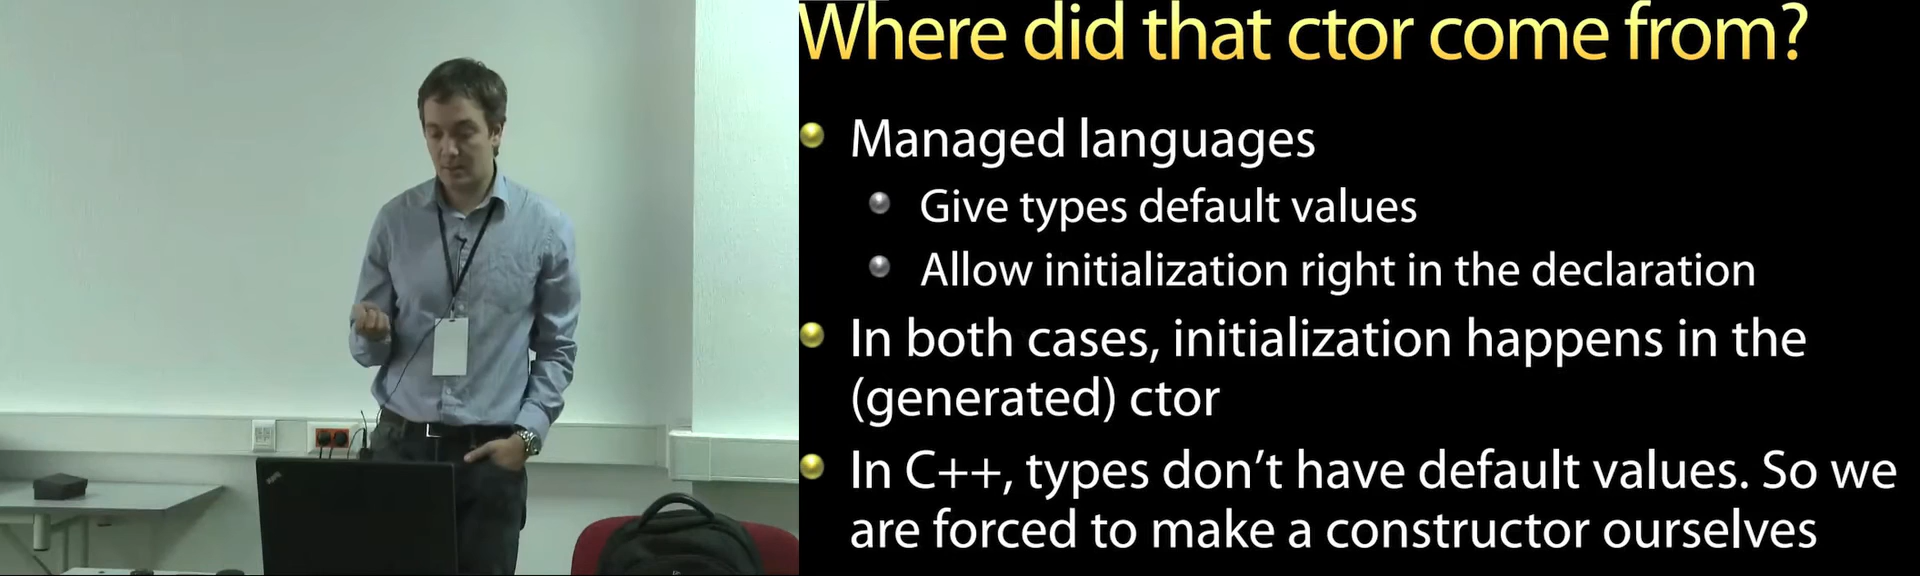 Where did that ctor come from?
Managed languages
Give types default values
Allow initialization right in the declaration
In both cases, initialization happens in the
(generated) ctor
In C++, types don't have default values. So we
are forced to make a constructor ourselves